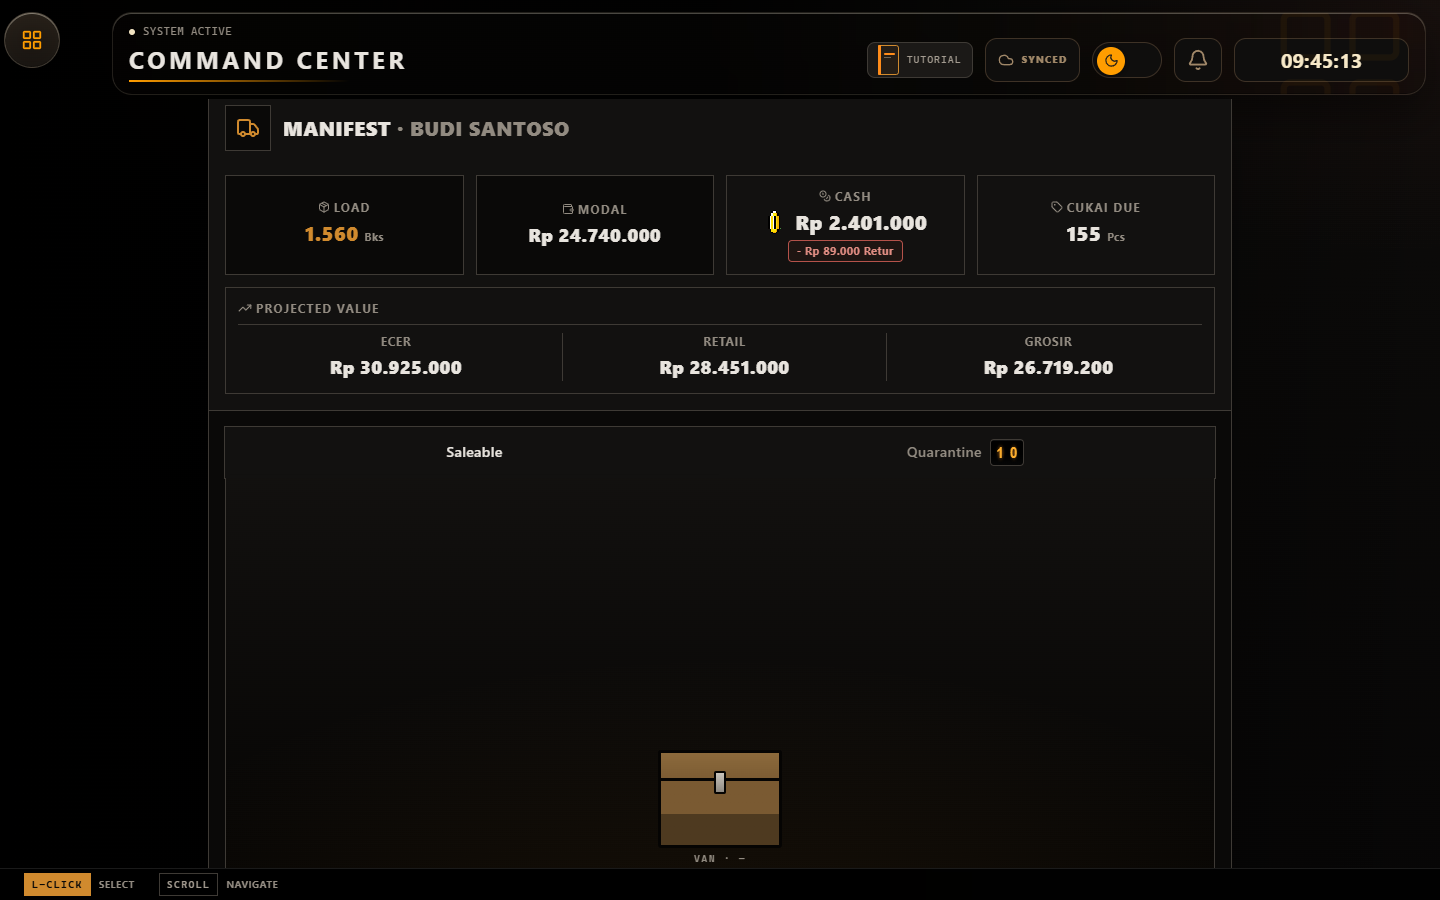 SYSTEM ACTIVE
COMMAND CENTER
TUTORIAL
SYNCED
09:45:13
MANIFEST · BUDI SANTOSO
LOAD
1.560 Bks
MODAL
Rp 24.740.000
CASH
Rp 2.401.000
- Rp 89.000 Retur
CUKAI DUE
155 Pcs
PROJECTED VALUE
ECER
Rp 30.925.000
RETAIL
Rp 28.451.000
GROSIR
Rp 26.719.200
Saleable
Quarantine 10
VAN · —
L-CLICK SELECT SCROLL NAVIGATE